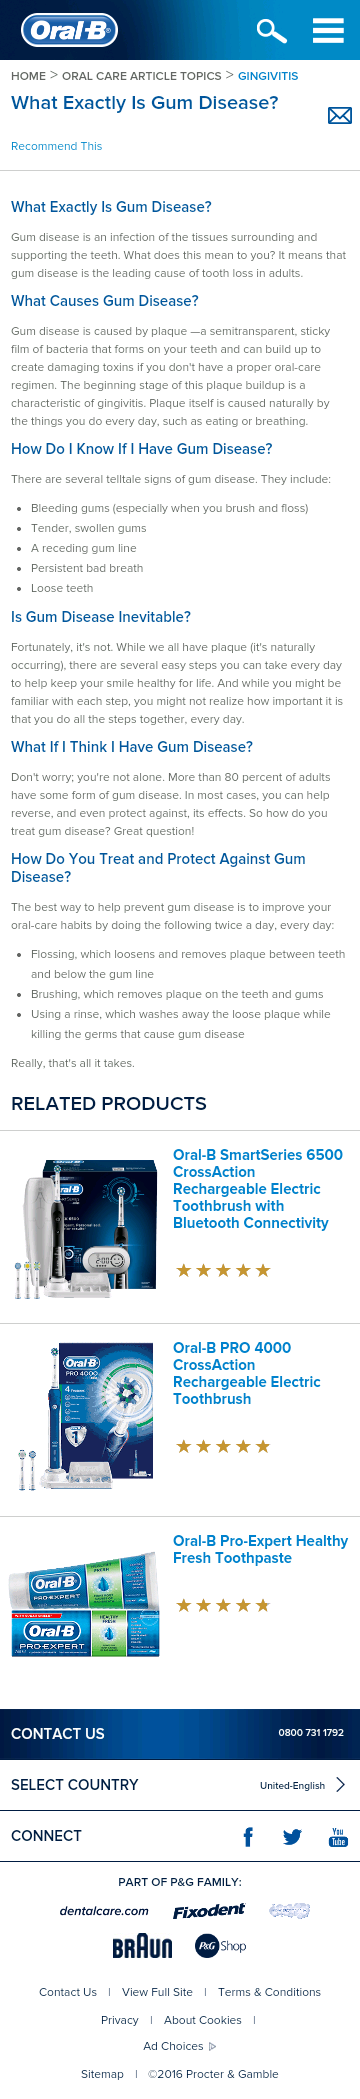 Oral-B
HOME > ORAL CARE ARTICLE TOPICS > GINGIVITIS
What Exactly Is Gum Disease?
Recommend This
What Exactly Is Gum Disease?
Gum disease is an infection of the tissues surrounding and
supporting the teeth. What does this mean to you? It means that
gum disease is the leading cause of tooth loss in adults.
What Causes Gum Disease?
Gum disease is caused by plaque —a semitransparent, sticky
film of bacteria that forms on your teeth and can build up to
create damaging toxins if you don't have a proper oral-care
regimen. The beginning stage of this plaque buildup is a
characteristic of gingivitis. Plaque itself is caused naturally by
the things you do every day, such as eating or breathing.
How Do I Know If I Have Gum Disease?
There are several telltale signs of gum disease. They include:
• Bleeding gums (especially when you brush and floss)
• Tender, swollen gums
• A receding gum line
• Persistent bad breath
• Loose teeth
Is Gum Disease Inevitable?
Fortunately, it's not. While we all have plaque (it's naturally
occurring), there are several easy steps you can take every day
to help keep your smile healthy for life. And while you might be
familiar with each step, you might not realize how important it is
that you do all the steps together, every day.
What If I Think I Have Gum Disease?
Don't worry; you're not alone. More than 80 percent of adults
have some form of gum disease. In most cases, you can help
reverse, and even protect against, its effects. So how do you
treat gum disease? Great question!
How Do You Treat and Protect Against Gum
Disease?
The best way to help prevent gum disease is to improve your
oral-care habits by doing the following twice a day, every day:
• Flossing, which loosens and removes plaque between teeth
and below the gum line
• Brushing, which removes plaque on the teeth and gums
• Using a rinse, which washes away the loose plaque while
killing the germs that cause gum disease
Really, that's all it takes.
RELATED PRODUCTS
Oral-B
Oral-B SmartSeries 6500
CrossAction
Rechargeable Electric
Toothbrush with
Bluetooth Connectivity
Oral-B
PRO 4000
Oral-B PRO 4000
CrossAction
Rechargeable Electric
Toothbrush
Oral-B
PRO-EXPERT
HEALTHY
FRESH
Oral-B
PRO-EXPERT
HEALTHY
FRESH
Oral-B Pro-Expert Healthy
Fresh Toothpaste
CONTACT US 0800 731 1792
SELECT COUNTRY United-English
CONNECT f You Tube
PART OF P&G FAMILY:
dentalcare.com Fixodent
BRAUN P&G Shop
Contact Us | View Full Site | Terms & Conditions
Privacy | About Cookies |
Ad Choices
Sitemap | ©2016 Procter & Gamble